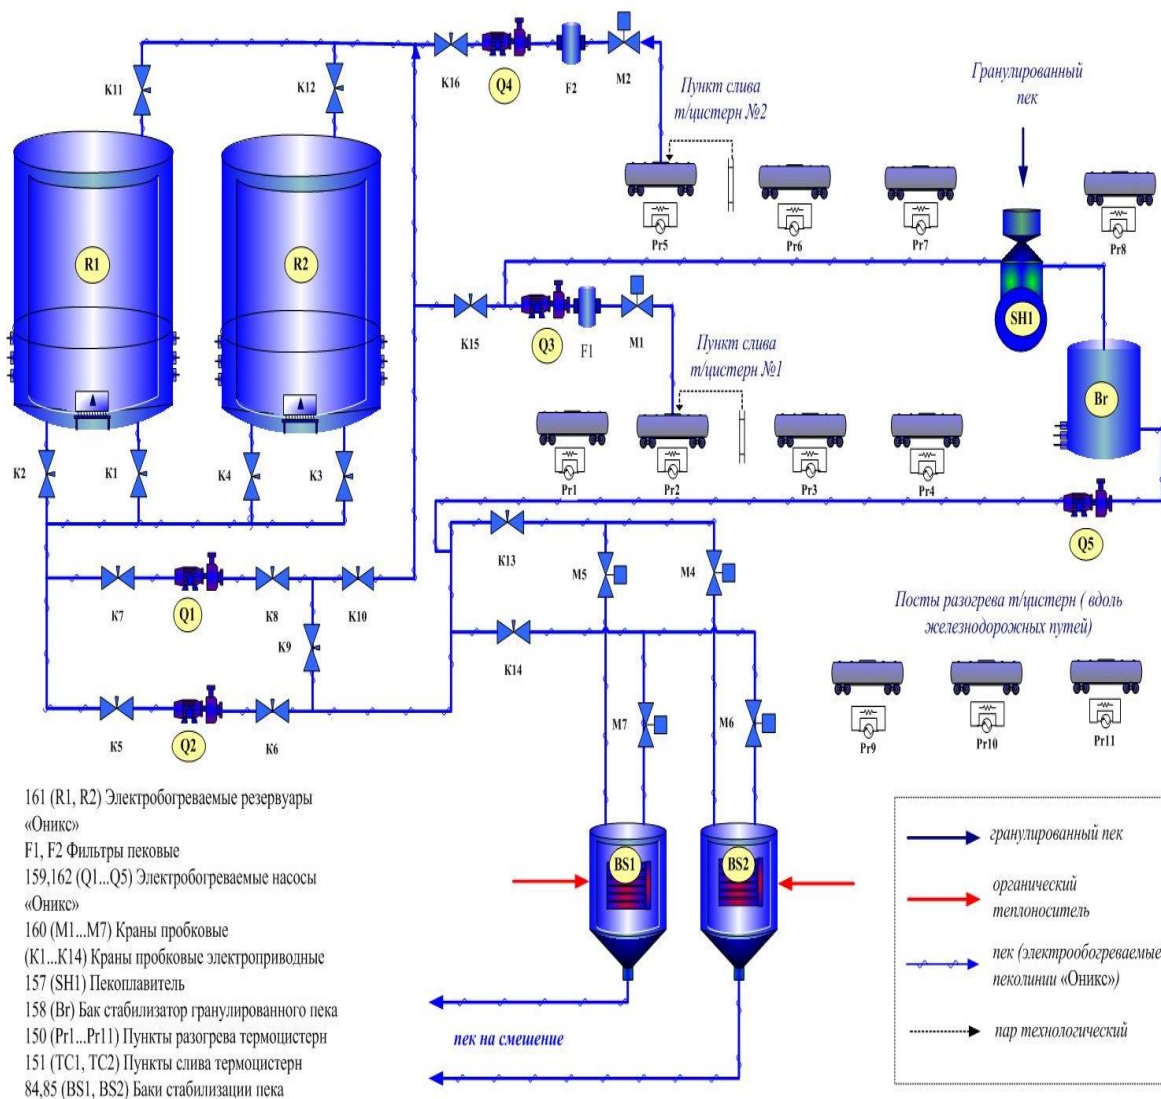 K16
Q4
F2
M2
K11
K12
Пункт слива
т/цистерн №2
Гранулированный
пек
R1
R2
Pr5
Pr6
Pr7
Pr8
K15
Q3
F1
M1
SH1
Пункт слива
т/цистерн №1
Br
K2
K1
K4
K3
Pr1
Pr2
Pr3
Pr4
Q5
K13
M5
M4
K7
Q1
K8
K10
K9
K14
Посты разогрева т/цистерн ( вдоль
железнодорожных путей)
K5
Q2
K6
M7
M6
Pr9
Pr10
Pr11
161 (R1, R2) Электробогреваемые резервуары
«Оникс»
F1, F2 Фильтры пековые
159,162 (Q1...Q5) Электробогреваемые насосы
«Оникс»
160 (M1...M7) Краны пробковые
(K1...K14) Краны пробковые электроприводные
157 (SH1) Пекоплавитель
158 (Br) Бак стабилизатор гранулированного пека
150 (Pr1...Pr11) Пункты разогрева термоцистерн
151 (TC1, TC2) Пункты слива термоцистерн
84,85 (BS1, BS2) Баки стабилизации пека
BS1
BS2
пек на смешение
гранулированный пек
органический
теплоноситель
пек (электрообогреваемые
пеколинии «Оникс»)
пар технологический